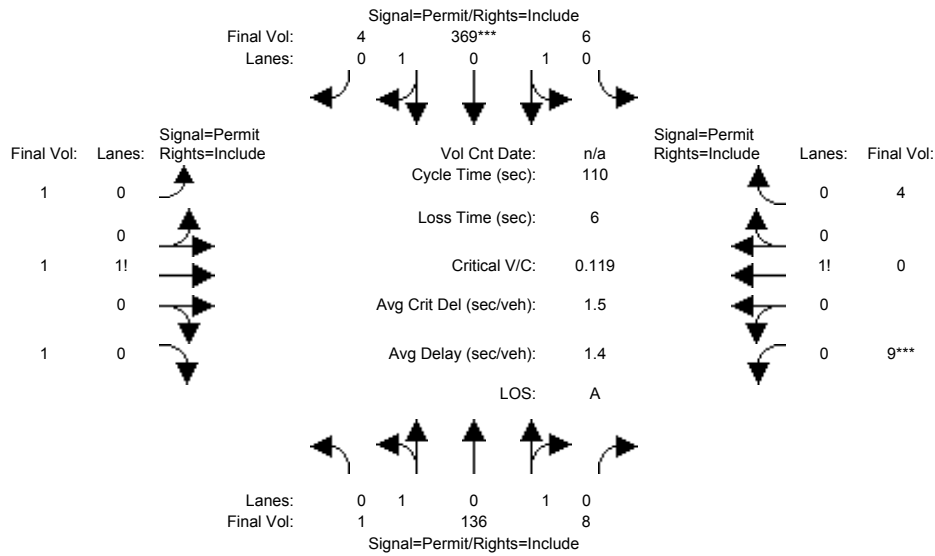 Signal=Permit/Rights=Include
Final Vol: 4 369*** 6
Lanes: 0 1 0 1 0
Signal=Permit Signal=Permit
Final Vol: Lanes: Rights=Include Vol Cnt Date: n/a Rights=Include Lanes: Final Vol:
Cycle Time (sec): 110
1 0 0 4
Loss Time (sec): 6
0 0
1 1! Critical V/C: 0.119 1! 0
0 Avg Crit Del (sec/veh): 1.5 0
1 0 Avg Delay (sec/veh): 1.4 0 9***
LOS: A
Lanes: 0 1 0 1 0
Final Vol: 1 136 8
Signal=Permit/Rights=Include